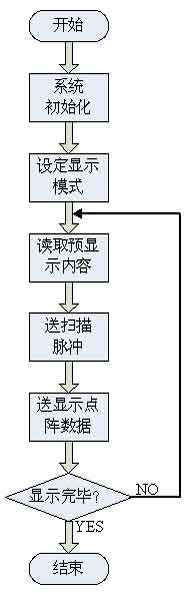 开始
系统
初始化
设定显示
模式
读取预显
示内容
送扫描
脉冲
送显示点
阵数据
显示完毕?
NO
YES
结束